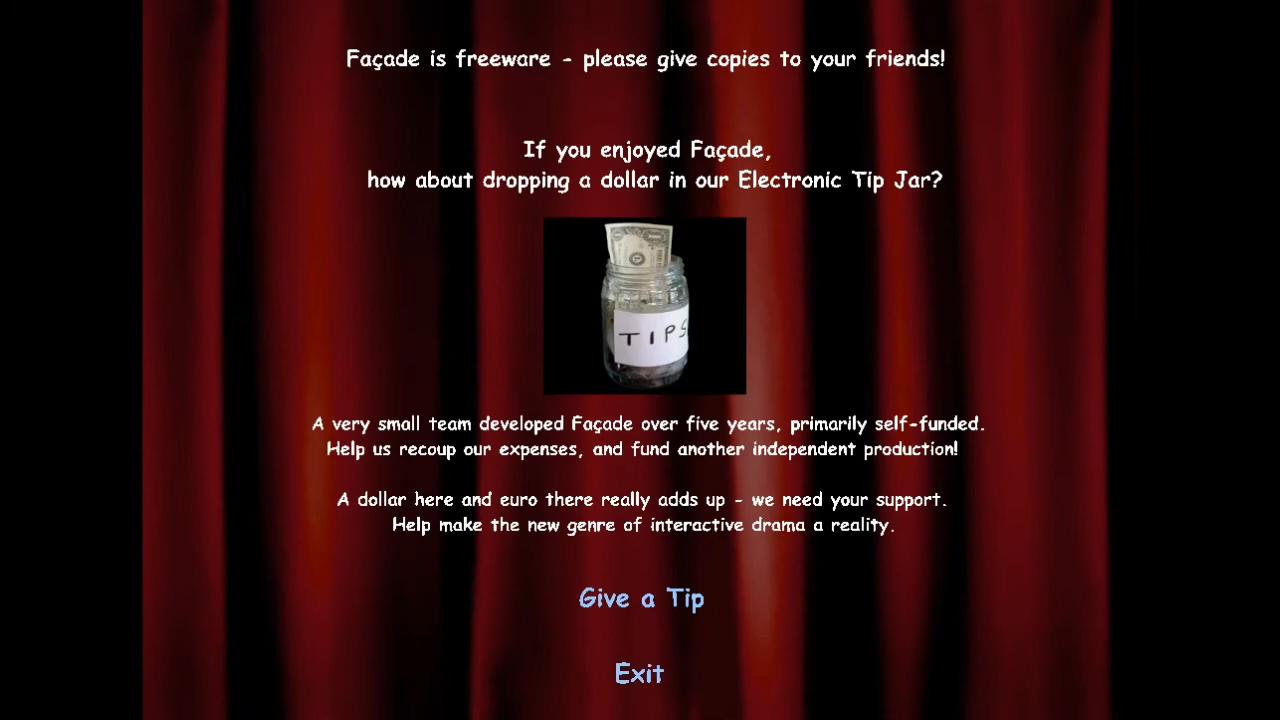 Façade is freeware - please give copies to your friends!
If you enjoyed Façade,
how about dropping a dollar in our Electronic Tip Jar?
TIPS
A very small team developed Façade over five years, primarily self-funded.
Help us recoup our expenses, and fund another independent production!
A dollar here and euro there really adds up - we need your support.
Help make the new genre of interactive drama a reality.
Give a Tip
Exit